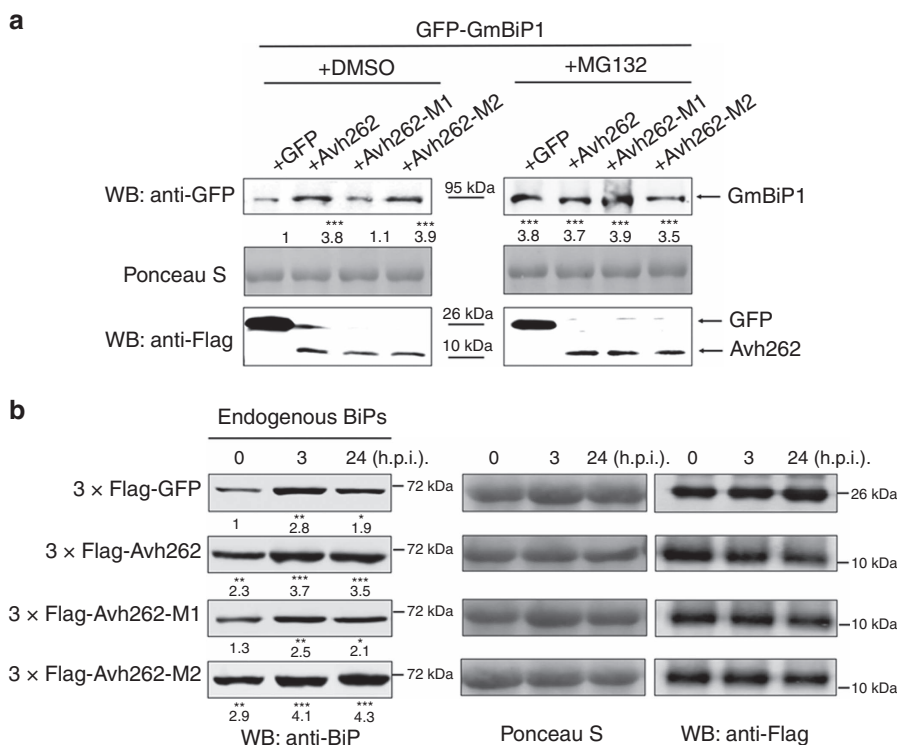 a
GFP-GmBiP1
+DMSO +MG132
+GFP +Avh262 +Avh262-M1 +Avh262-M2 +GFP +Avh262 +Avh262-M1 +Avh262-M2
WB: anti-GFP 95 kDa GmBiP1
*** *** *** *** *** ***
1 3.8 1.1 3.9 3.8 3.7 3.9 3.5
Ponceau S
WB: anti-Flag 26 kDa GFP
10 kDa Avh262
b
Endogenous BiPs
0 3 24 (h.p.i.). 0 3 24 (h.p.i.). 0 3 24 (h.p.i.).
3 × Flag-GFP 72 kDa 26 kDa
** *
1 2.8 1.9
3 × Flag-Avh262 72 kDa 10 kDa
** *** ***
2.3 3.7 3.5
3 × Flag-Avh262-M1 72 kDa 10 kDa
** *
1.3 2.5 2.1
3 × Flag-Avh262-M2 72 kDa 10 kDa
** *** ***
2.9 4.1 4.3
WB: anti-BiP Ponceau S WB: anti-Flag